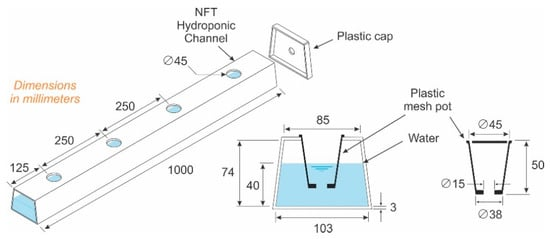 NFT
Hydroponic
Channel
Plastic cap
∅45
Dimensions
in millimeters
250
250
125
1000
85
Plastic
mesh pot
Water
74
40
3
103
∅45
50
∅15
∅38